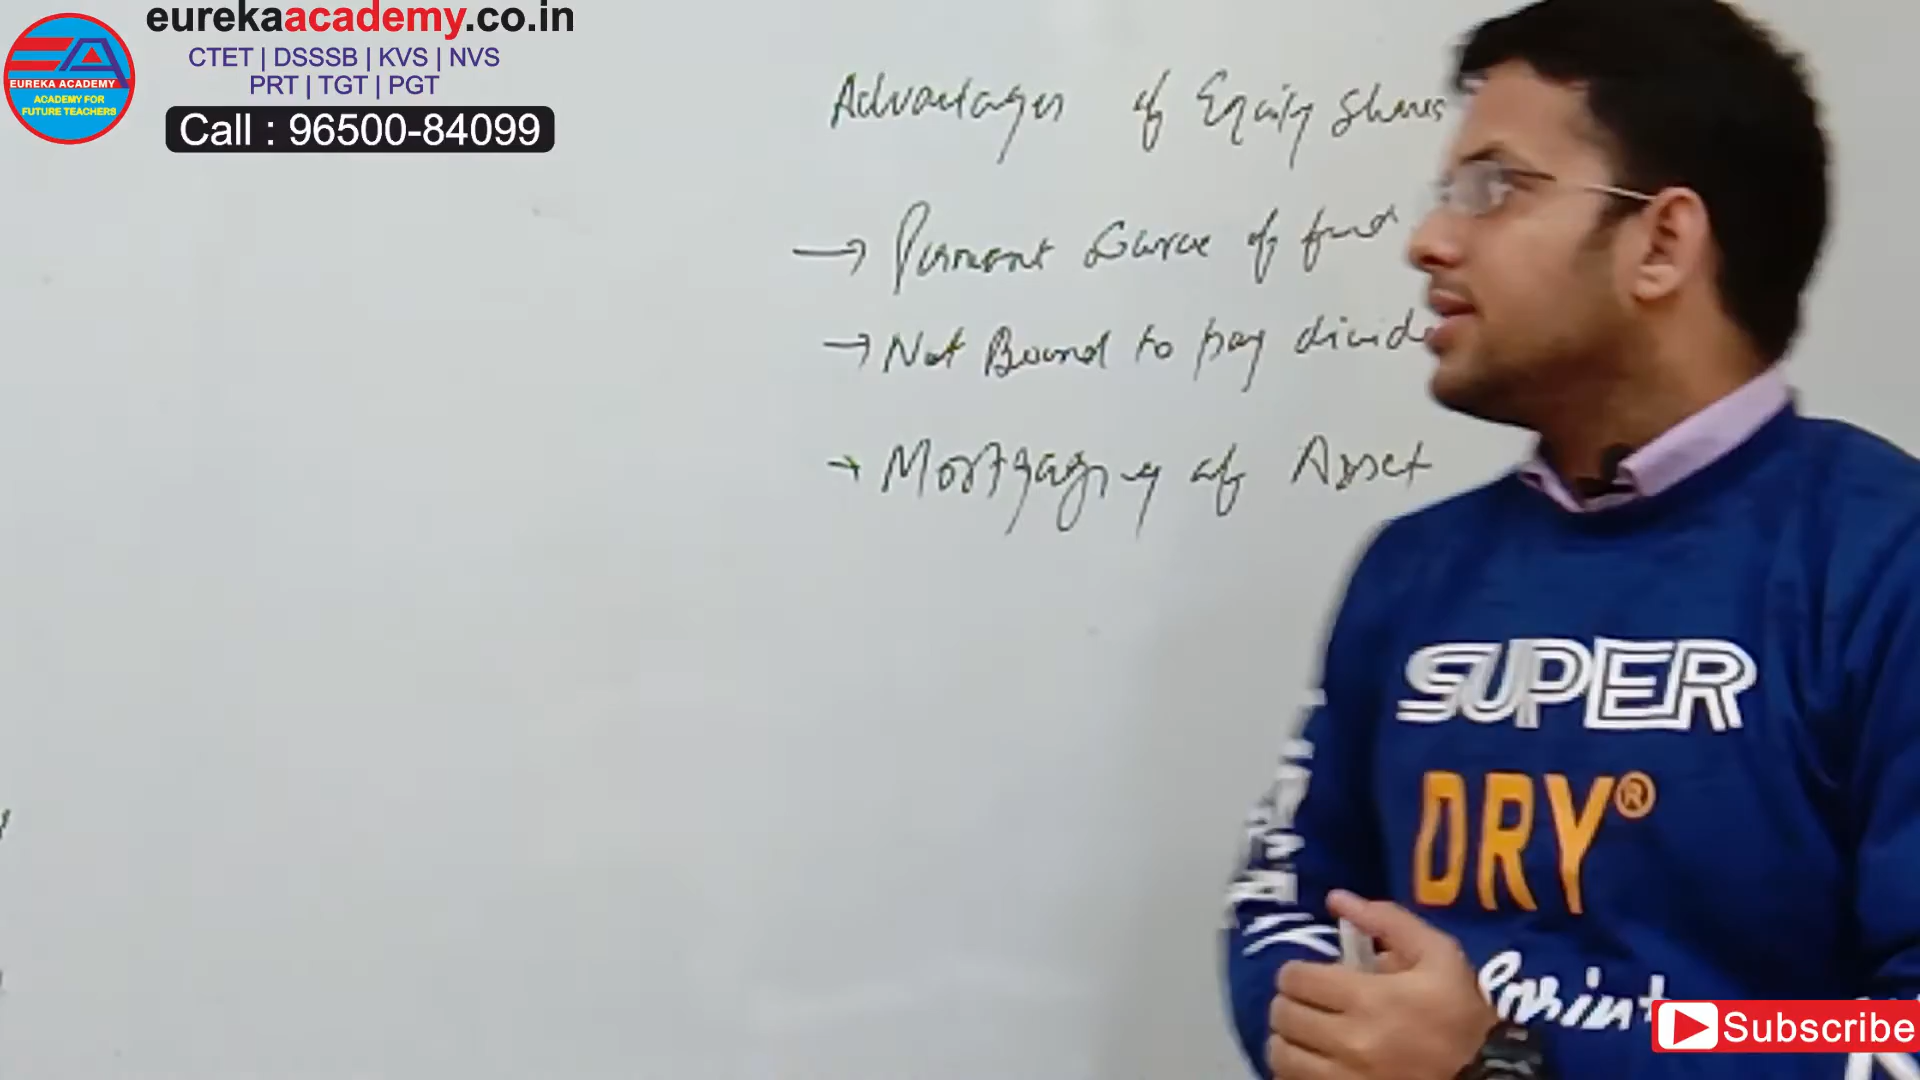 eurekaacademy.co.in
CTET | DSSSB | KVS | NVS
PRT | TGT | PGT
Call : 96500-84099
EA
EUREKA ACADEMY
ACADEMY FOR
FUTURE TEACHERS
Advantages of Equity Shares
→ Permanent Source of fund
→ Not Bound to pay divide
→ Mortgaging of Asset
SUPER
DRY®
Subscribe